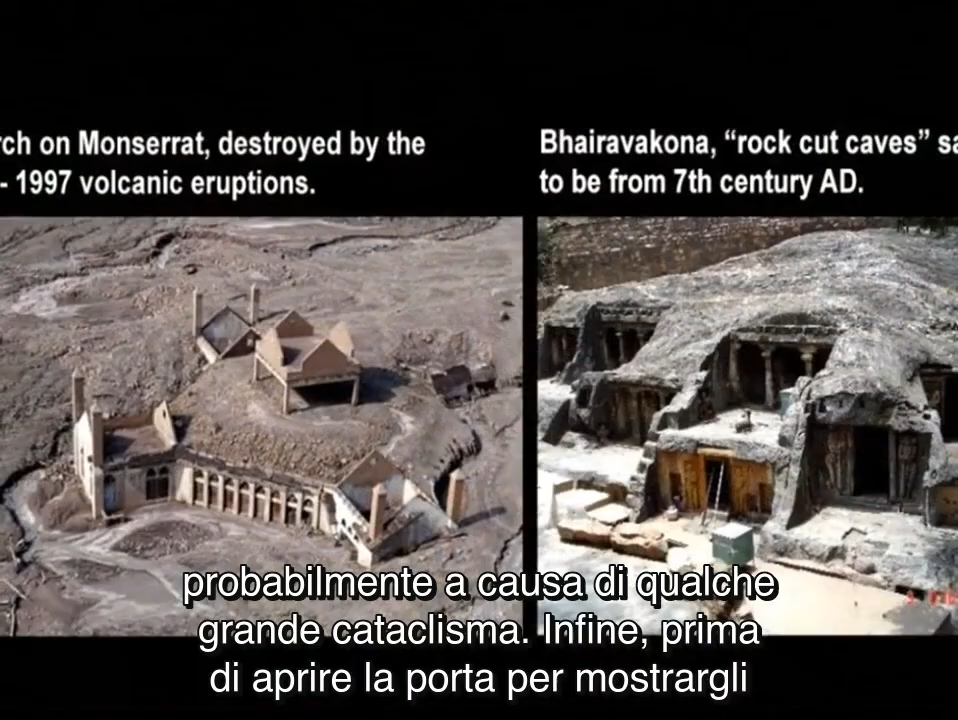 rch on Monserrat, destroyed by the
- 1997 volcanic eruptions.
Bhairavakona, “rock cut caves” sa
to be from 7th century AD.
probabilmente a causa di qualche
grande cataclisma. Infine, prima
di aprire la porta per mostrargli